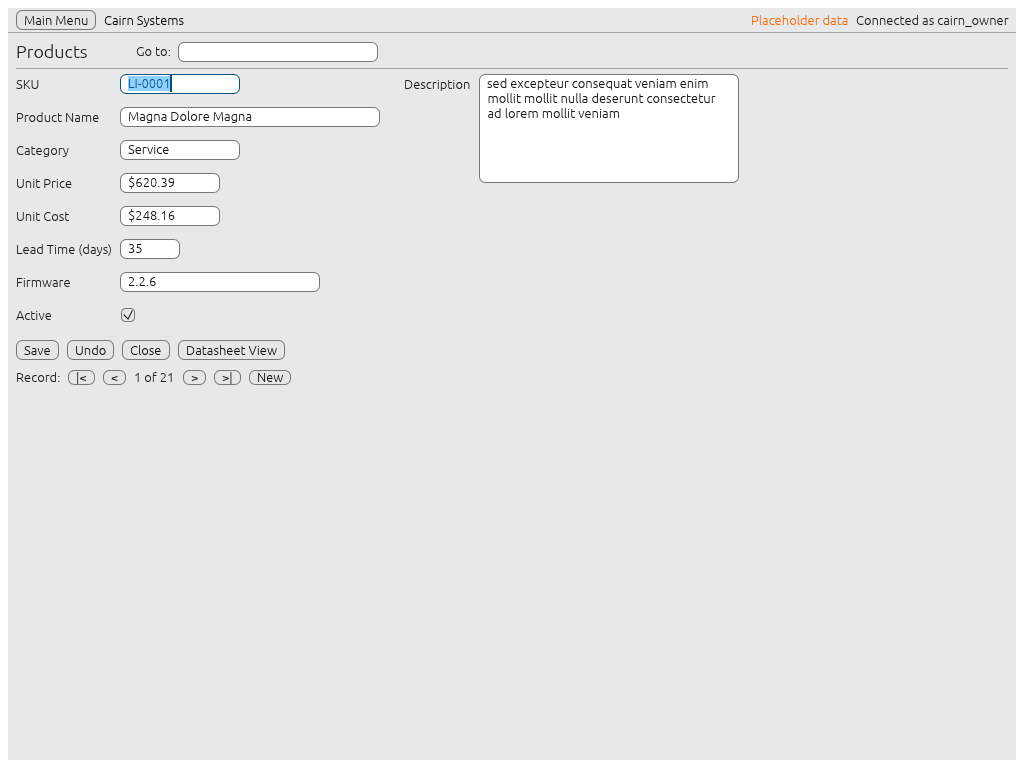 Main Menu Cairn Systems Placeholder data Connected as cairn_owner
Products Go to:
SKU LI-0001 Description sed excepteur consequat veniam enim
mollit mollit nulla deserunt consectetur
ad lorem mollit veniam
Product Name Magna Dolore Magna
Category Service
Unit Price $620.39
Unit Cost $248.16
Lead Time (days) 35
Firmware 2.2.6
Active
Save Undo Close Datasheet View
Record: |< < 1 of 21 > >| New